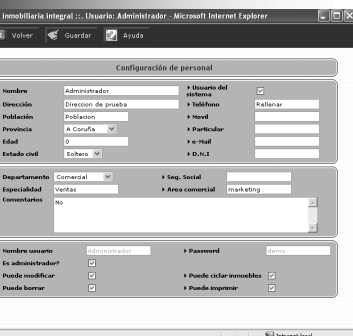 inmobiliaria integral ::. Usuario: Administrador - Microsoft Internet Explorer
Volver Guardar Ayuda
Configuración de personal
Nombre Administrador Usuario del sistema
Dirección Direccion de prueba Teléfono Rellenar
Población Poblacion Movil
Provincia A Coruña Particular
Edad 0 e-Mail
Estado civil Soltero D.N.I
Departamento Comercial Seg. Social
Especialidad Ventas Area comercial marketing
Comentarios No
Nombre usuario Administrador Password demo
Es administrador?
Puede modificar Puede ciclar inmuebles
Puede borrar Puede imprimir
Intranet local